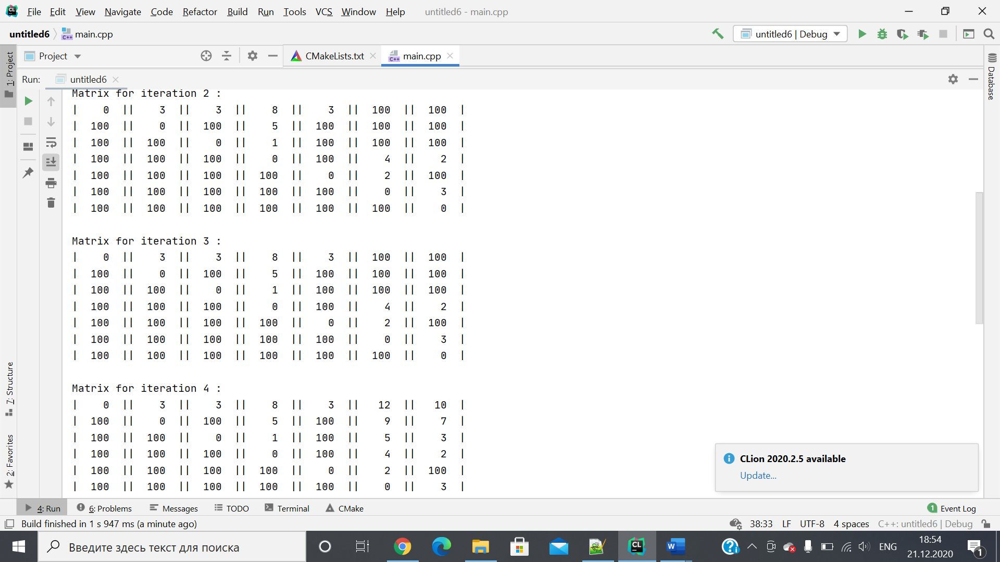 File Edit View Navigate Code Refactor Build Run Tools VCS Window Help untitled6 - main.cpp
untitled6 main.cpp untitled6 | Debug
Project CMakeLists.txt main.cpp
Run: untitled6
1: Project
Database
7: Structure
2: Favorites
Matrix for iteration 2 :
| 0 || 3 || 3 || 8 || 3 || 100 || 100 |
| 100 || 0 || 100 || 5 || 100 || 100 || 100 |
| 100 || 100 || 0 || 1 || 100 || 100 || 100 |
| 100 || 100 || 100 || 0 || 100 || 4 || 2 |
| 100 || 100 || 100 || 100 || 0 || 2 || 100 |
| 100 || 100 || 100 || 100 || 100 || 0 || 3 |
| 100 || 100 || 100 || 100 || 100 || 100 || 0 |
Matrix for iteration 3 :
| 0 || 3 || 3 || 8 || 3 || 100 || 100 |
| 100 || 0 || 100 || 5 || 100 || 100 || 100 |
| 100 || 100 || 0 || 1 || 100 || 100 || 100 |
| 100 || 100 || 100 || 0 || 100 || 4 || 2 |
| 100 || 100 || 100 || 100 || 0 || 2 || 100 |
| 100 || 100 || 100 || 100 || 100 || 0 || 3 |
| 100 || 100 || 100 || 100 || 100 || 100 || 0 |
Matrix for iteration 4 :
| 0 || 3 || 3 || 8 || 3 || 12 || 10 |
| 100 || 0 || 100 || 5 || 100 || 9 || 7 |
| 100 || 100 || 0 || 1 || 100 || 5 || 3 |
| 100 || 100 || 100 || 0 || 100 || 4 || 2 |
| 100 || 100 || 100 || 100 || 0 || 2 || 100 |
| 100 || 100 || 100 || 100 || 100 || 0 || 3 |
CLion 2020.2.5 available
Update...
4: Run 6: Problems Messages TODO Terminal CMake 1 Event Log
Build finished in 1 s 947 ms (a minute ago) 38:33 LF UTF-8 4 spaces C++: untitled6 | Debug
Введите здесь текст для поиска ENG 18:54
21.12.2020 1